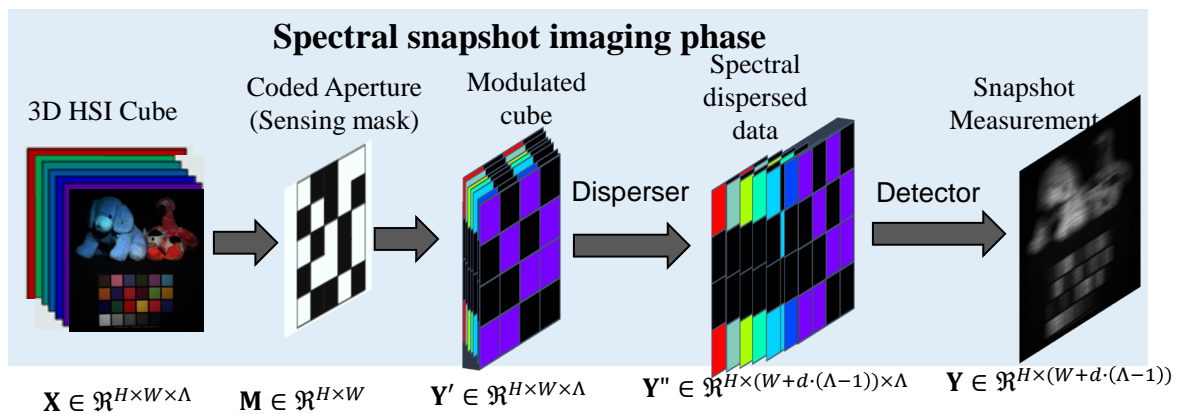 Spectral snapshot imaging phase
3D HSI Cube
Coded Aperture
(Sensing mask)
Modulated
cube
Spectral
dispersed
data
Snapshot
Measurement
Disperser
Detector
𝐗 ∈ ℜ^{H×W×Λ}
𝐌 ∈ ℜ^{H×W}
𝐘′ ∈ ℜ^{H×W×Λ}
𝐘" ∈ ℜ^{H×(W+d·(Λ−1))×Λ}
𝐘 ∈ ℜ^{H×(W+d·(Λ−1))}